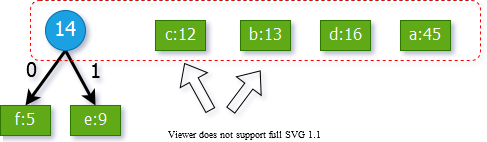 14
c:12
b:13
d:16
a:45
0
1
f:5
e:9
Viewer does not support full SVG 1.1